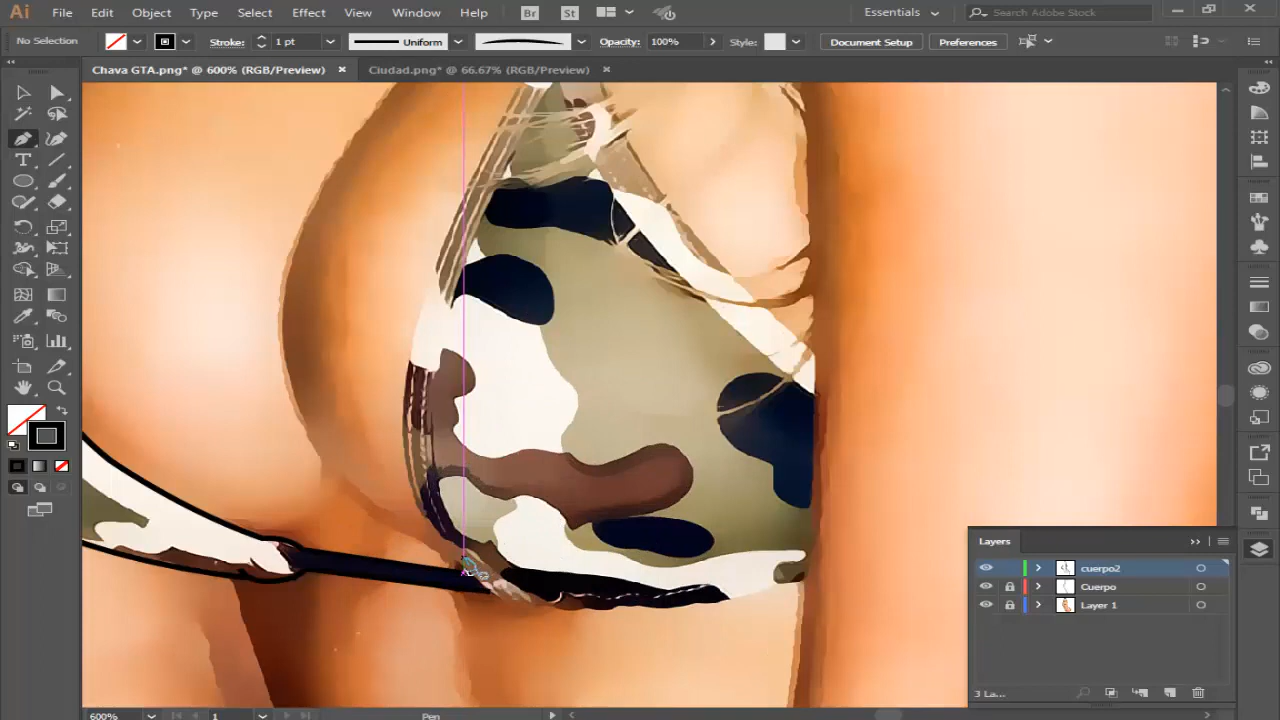 Ai File Edit Object Type Select Effect View Window Help Br St Essentials Search Adobe Stock
No Selection Stroke: 1 pt Uniform Opacity: 100% Style: Document Setup Preferences
Chava GTA.png* @ 600% (RGB/Preview) Ciudad.png* @ 66.67% (RGB/Preview)
Layers
cuerpo2
Cuerpo
Layer 1
3 La...
600% 1 Pen